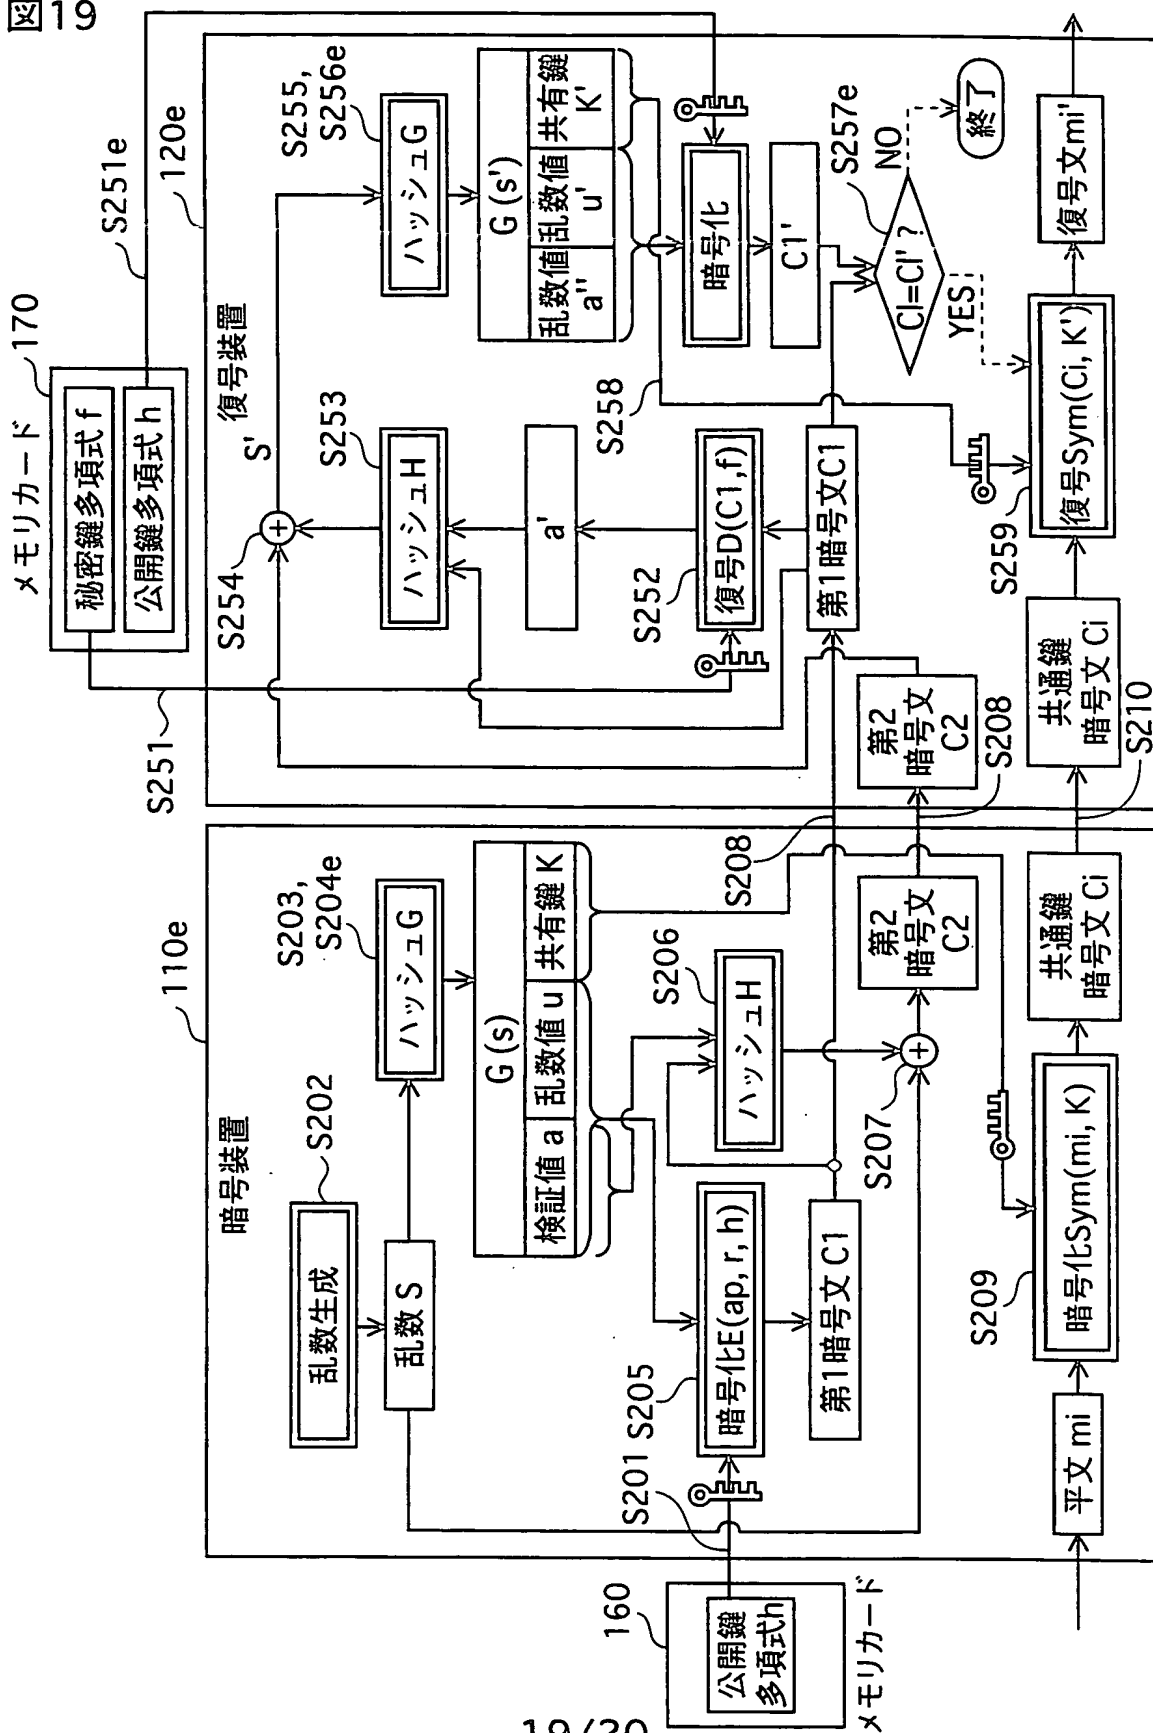 図19
メモリカード
160
公開鍵
多項式h
S201
暗号装置
110e
乱数生成
S202
乱数 S
ハッシュG
S203,
S204e
G (s)
検証値 a
乱数値 u
共有鍵 K
暗号化E(ap, r, h)
S205
第1暗号文 C1
ハッシュH
S206
S207
第2
暗号文
C2
S208
S208
平文 mi
暗号化Sym(mi, K)
S209
共通鍵
暗号文 Ci
S210
メモリカード
170
秘密鍵多項式 f
公開鍵多項式 h
S251
S251e
復号装置
120e
第2
暗号文
C2
第1暗号文C1
復号D(C1,f)
S252
a'
ハッシュH
S253
S254
S'
ハッシュG
S255,
S256e
G (s')
乱数値
a''
乱数値
u'
共有鍵
K'
暗号化
C1'
Cl=Cl' ?
S257e
NO
YES
終了
S258
共通鍵
暗号文 Ci
復号Sym(Ci, K')
S259
復号文mi'
19/20